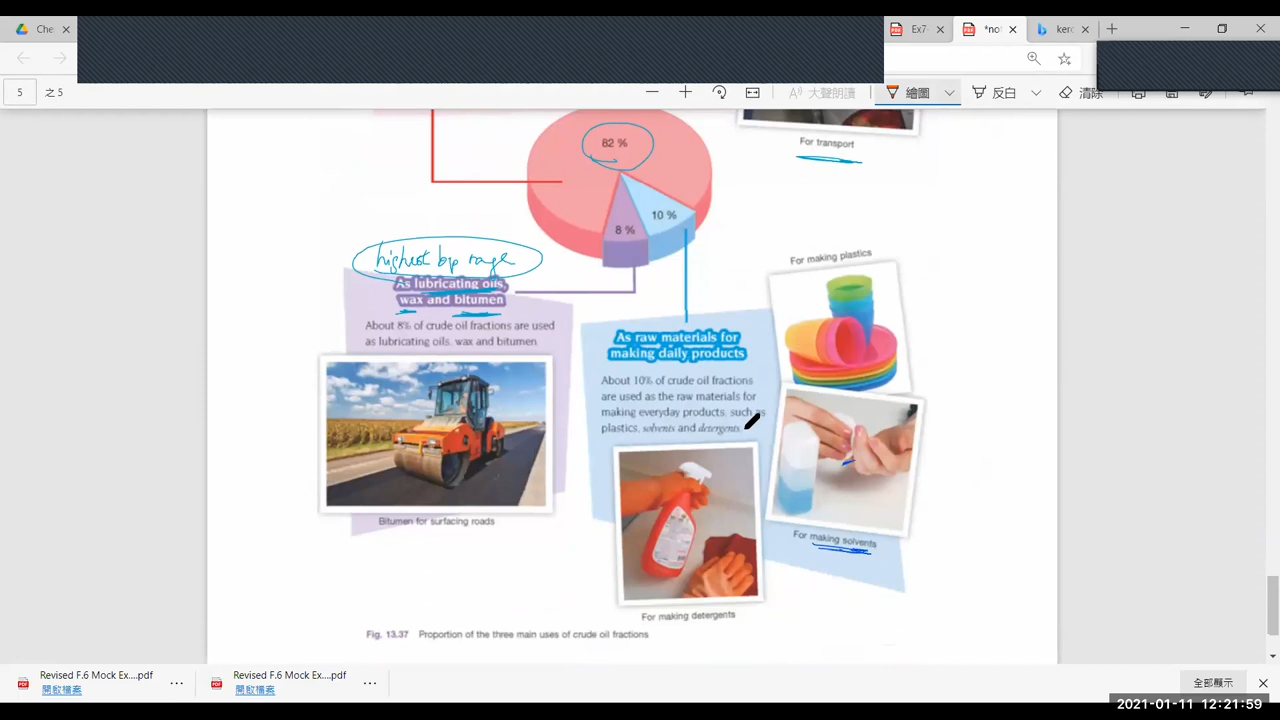 Che
Ex7-
*no
kerc
5
之5
大聲朗讀
繪圖
反白
清除
82 %
For transport
10 %
8 %
highest bp range
As lubricating oils,
wax and bitumen
About 8% of crude oil fractions are used
as lubricating oils, wax and bitumen.
Bitumen for surfacing roads
As raw materials for
making daily products
About 10% of crude oil fractions
are used as the raw materials for
making everyday products, such as
plastics, solvents and detergents.
For making plastics
For making solvents
For making detergents
Fig. 13.37 Proportion of the three main uses of crude oil fractions
Revised F.6 Mock Ex....pdf
開啟檔案
Revised F.6 Mock Ex....pdf
開啟檔案
全部顯示
2021-01-11 12:21:59